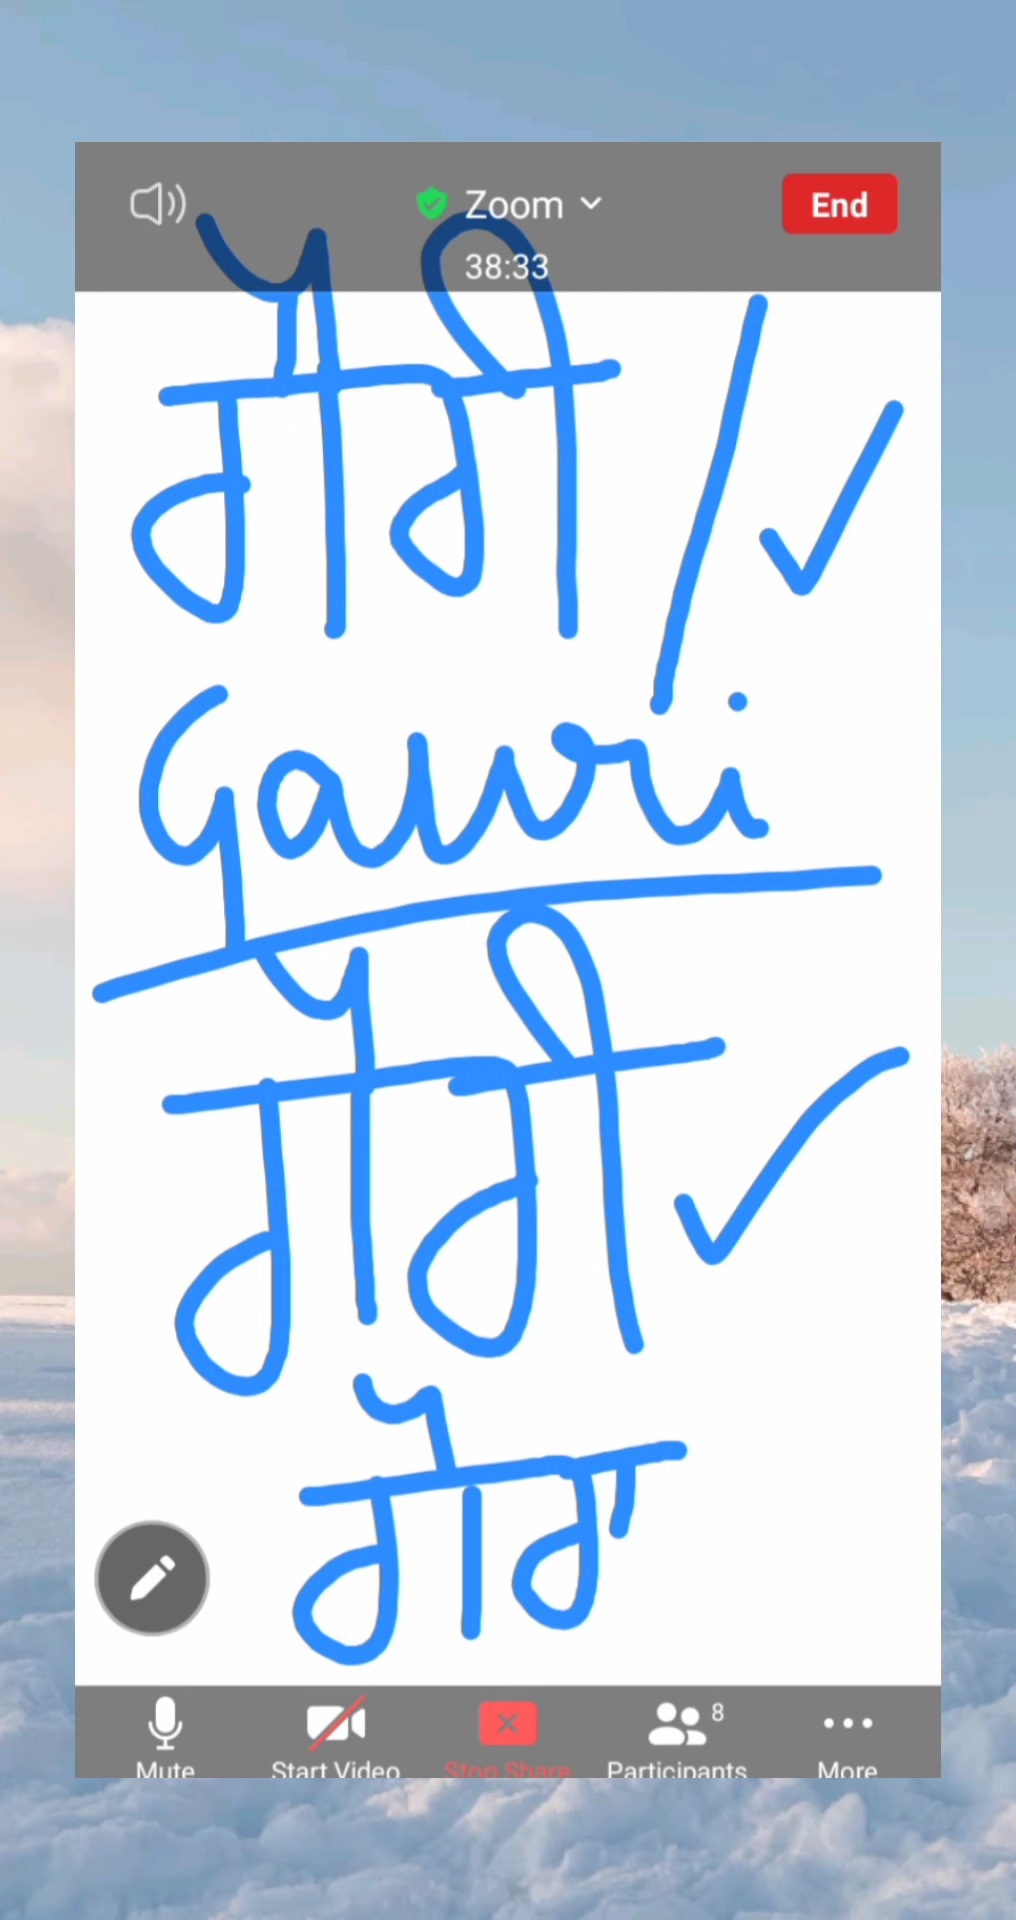 Zoom
End
38:33
ਗੌਰੀ / ✓
Gauri
ਗੌਰੀ ✓
ਗੌਰਾ
8
Mute Start Video Stop Share Participants More